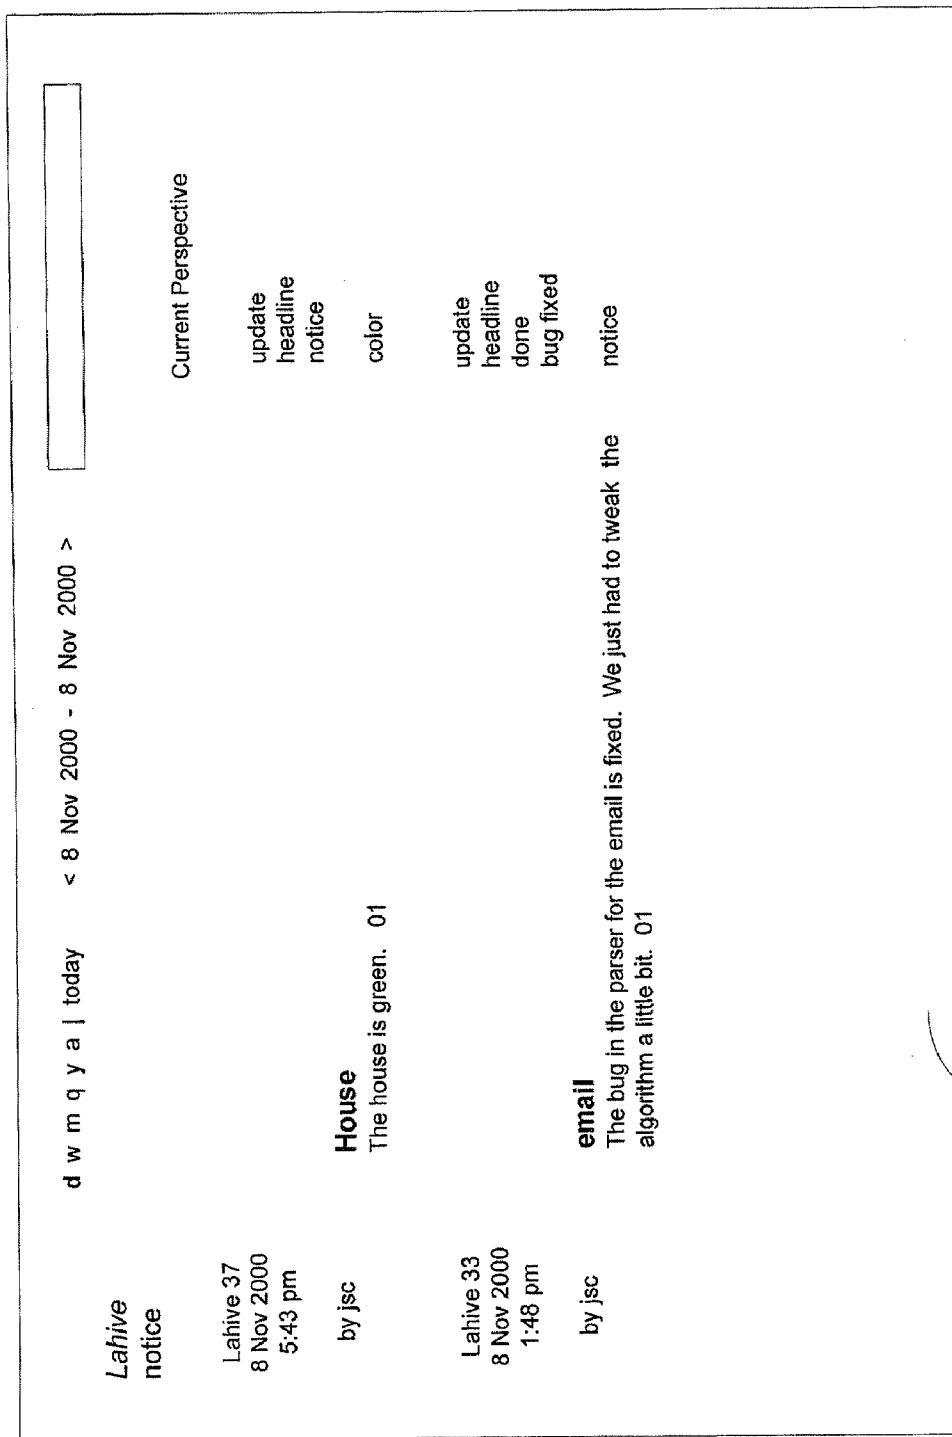 d w m q y a | today < 8 Nov 2000 - 8 Nov 2000 >
Lahive
notice
Current Perspective
Lahive 37
8 Nov 2000
5:43 pm
update
headline
notice
by jsc
House
The house is green. 01
color
Lahive 33
8 Nov 2000
1:48 pm
update
headline
done
bug fixed
by jsc
email
The bug in the parser for the email is fixed. We just had to tweak the
algorithm a little bit. 01
notice